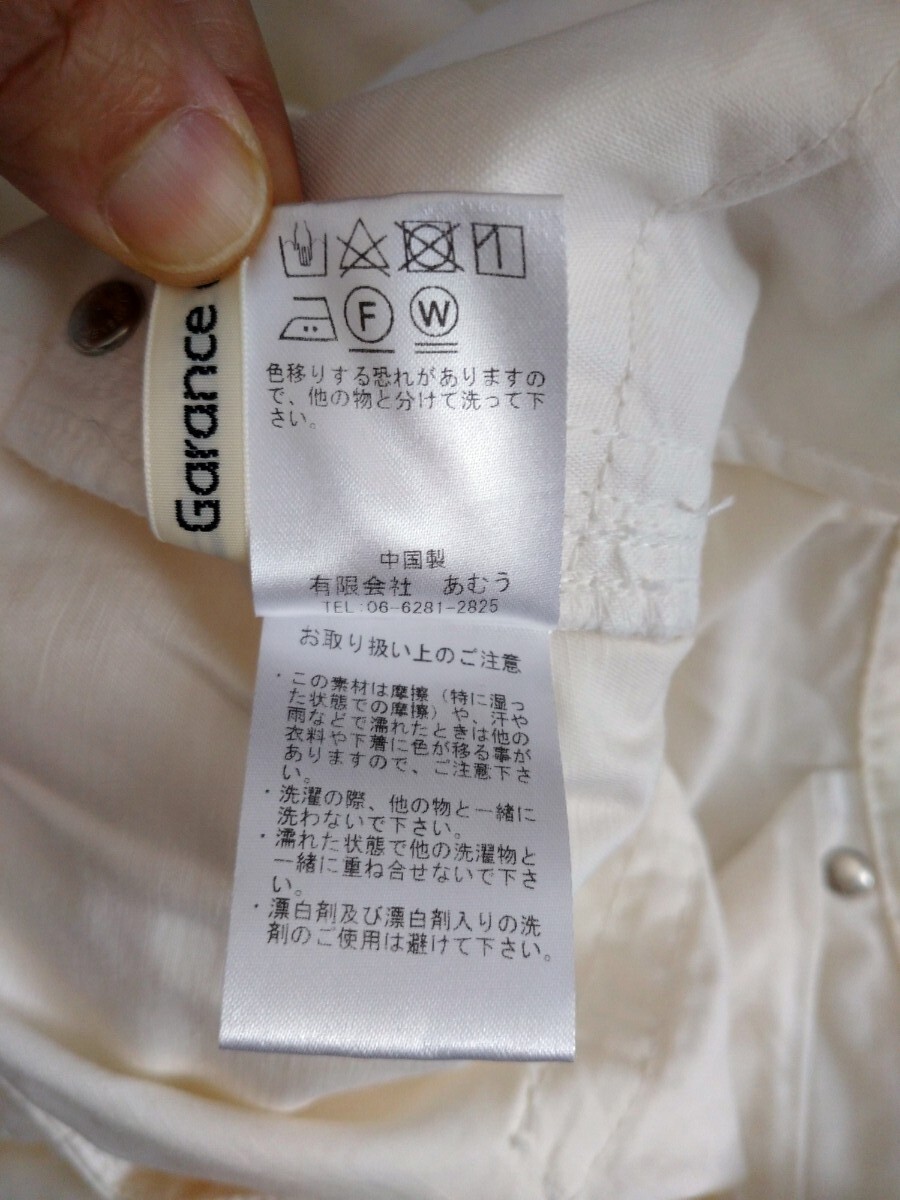 Garance
F W
色移りする恐れがありますの
で、他の物と分けて洗って下
さい。
中国製
有限会社 あむう
TEL:06-6281-2825
お取り扱い上のご注意
・この素材は摩擦（特に湿っ
た状態での摩擦）や、汗や
雨などで濡れたときは他の
衣料や下着に色が移る事が
ありますので、ご注意下さ
い。
・洗濯の際、他の物と一緒に
洗わないで下さい。
・濡れた状態で他の洗濯物と
一緒に重ね合せないで下さ
い。
・漂白剤及び漂白剤入りの洗
剤のご使用は避けて下さい。